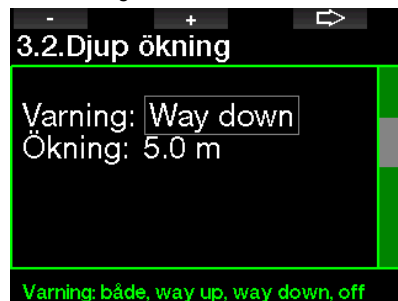 - +
3.2.Djup ökning
Varning: Way down
Ökning: 5.0 m
Varning: både, way up, way down, off